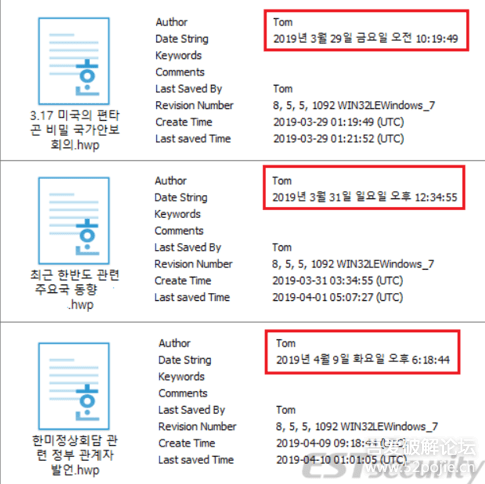 Author Tom
Date String 2019년 3월 29일 금요일 오전 10:19:49
Keywords
Comments
Last Saved By Tom
Revision Number 8, 5, 5, 1092 WIN32LEWindows_7
Create Time 2019-03-29 01:19:49 (UTC)
Last saved Time 2019-03-29 01:21:52 (UTC)
한
3.17 미국의 펜타
곤 비밀 국가안보
회의.hwp
Author Tom
Date String 2019년 3월 31일 일요일 오후 12:34:55
Keywords
Comments
Last Saved By Tom
Revision Number 8, 5, 5, 1092 WIN32LEWindows_7
Create Time 2019-03-31 03:34:55 (UTC)
Last saved Time 2019-04-01 05:07:27 (UTC)
한
최근 한반도 관련
주요국 동향
.hwp
Author Tom
Date String 2019년 4월 9일 화요일 오후 6:18:44
Keywords
Comments
Last Saved By Tom
Revision Number 8, 5, 5, 1092 WIN32LEWindows_7
Create Time 2019-04-09 09:18:44 (UTC)
Last saved Time 2019-04-10 01:01:05 (UTC)
한
한미정상회담 관
련 정부 관계자
발언.hwp
ESTsecurity
吾爱破解论坛
www.52pojie.cn